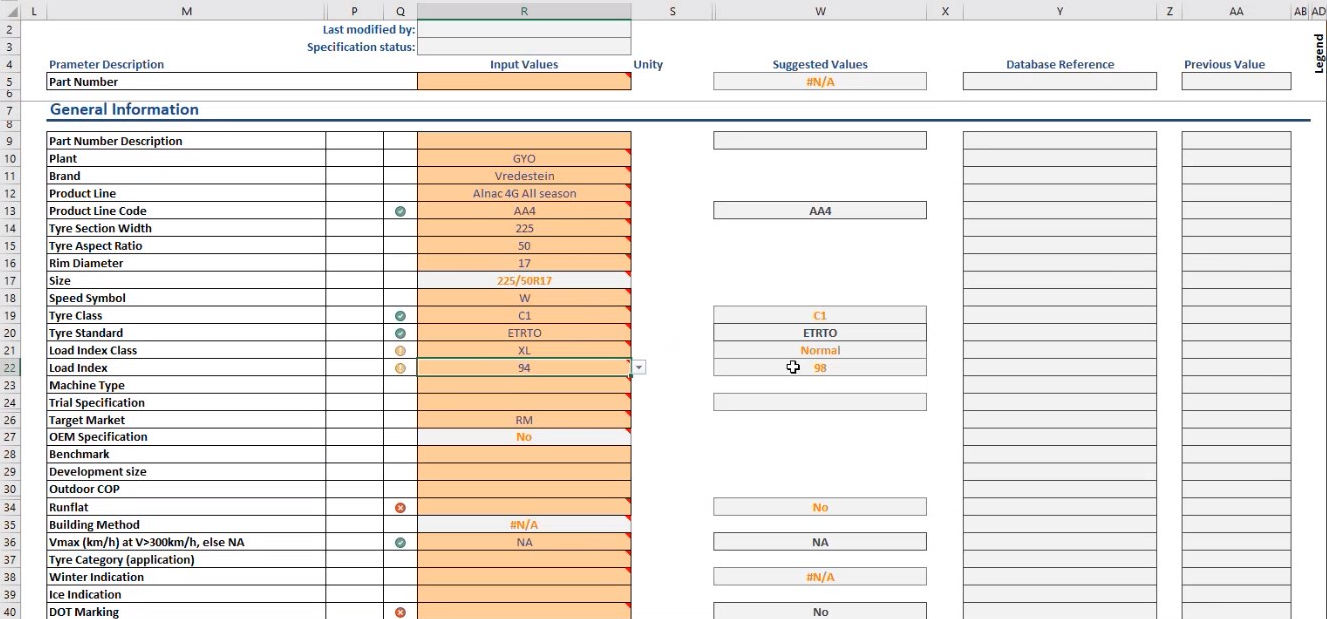 L M P Q R S W X Y Z AA AB AD
2 Last modified by:
3 Specification status:
4 Prameter Description Input Values Unity Suggested Values Database Reference Previous Value Legend
5 Part Number #N/A
6
7 General Information
8
9 Part Number Description
10 Plant GYO
11 Brand Vredestein
12 Product Line Alnac 4G All season
13 Product Line Code AA4 AA4
14 Tyre Section Width 225
15 Tyre Aspect Ratio 50
16 Rim Diameter 17
17 Size 225/50R17
18 Speed Symbol W
19 Tyre Class C1 C1
20 Tyre Standard ETRTO ETRTO
21 Load Index Class XL Normal
22 Load Index 94 98
23 Machine Type
24 Trial Specification
26 Target Market RM
27 OEM Specification No
28 Benchmark
29 Development size
30 Outdoor COP
34 Runflat No
35 Building Method #N/A
36 Vmax (km/h) at V>300km/h, else NA NA NA
37 Tyre Category (application)
38 Winter Indication #N/A
39 Ice Indication
40 DOT Marking No